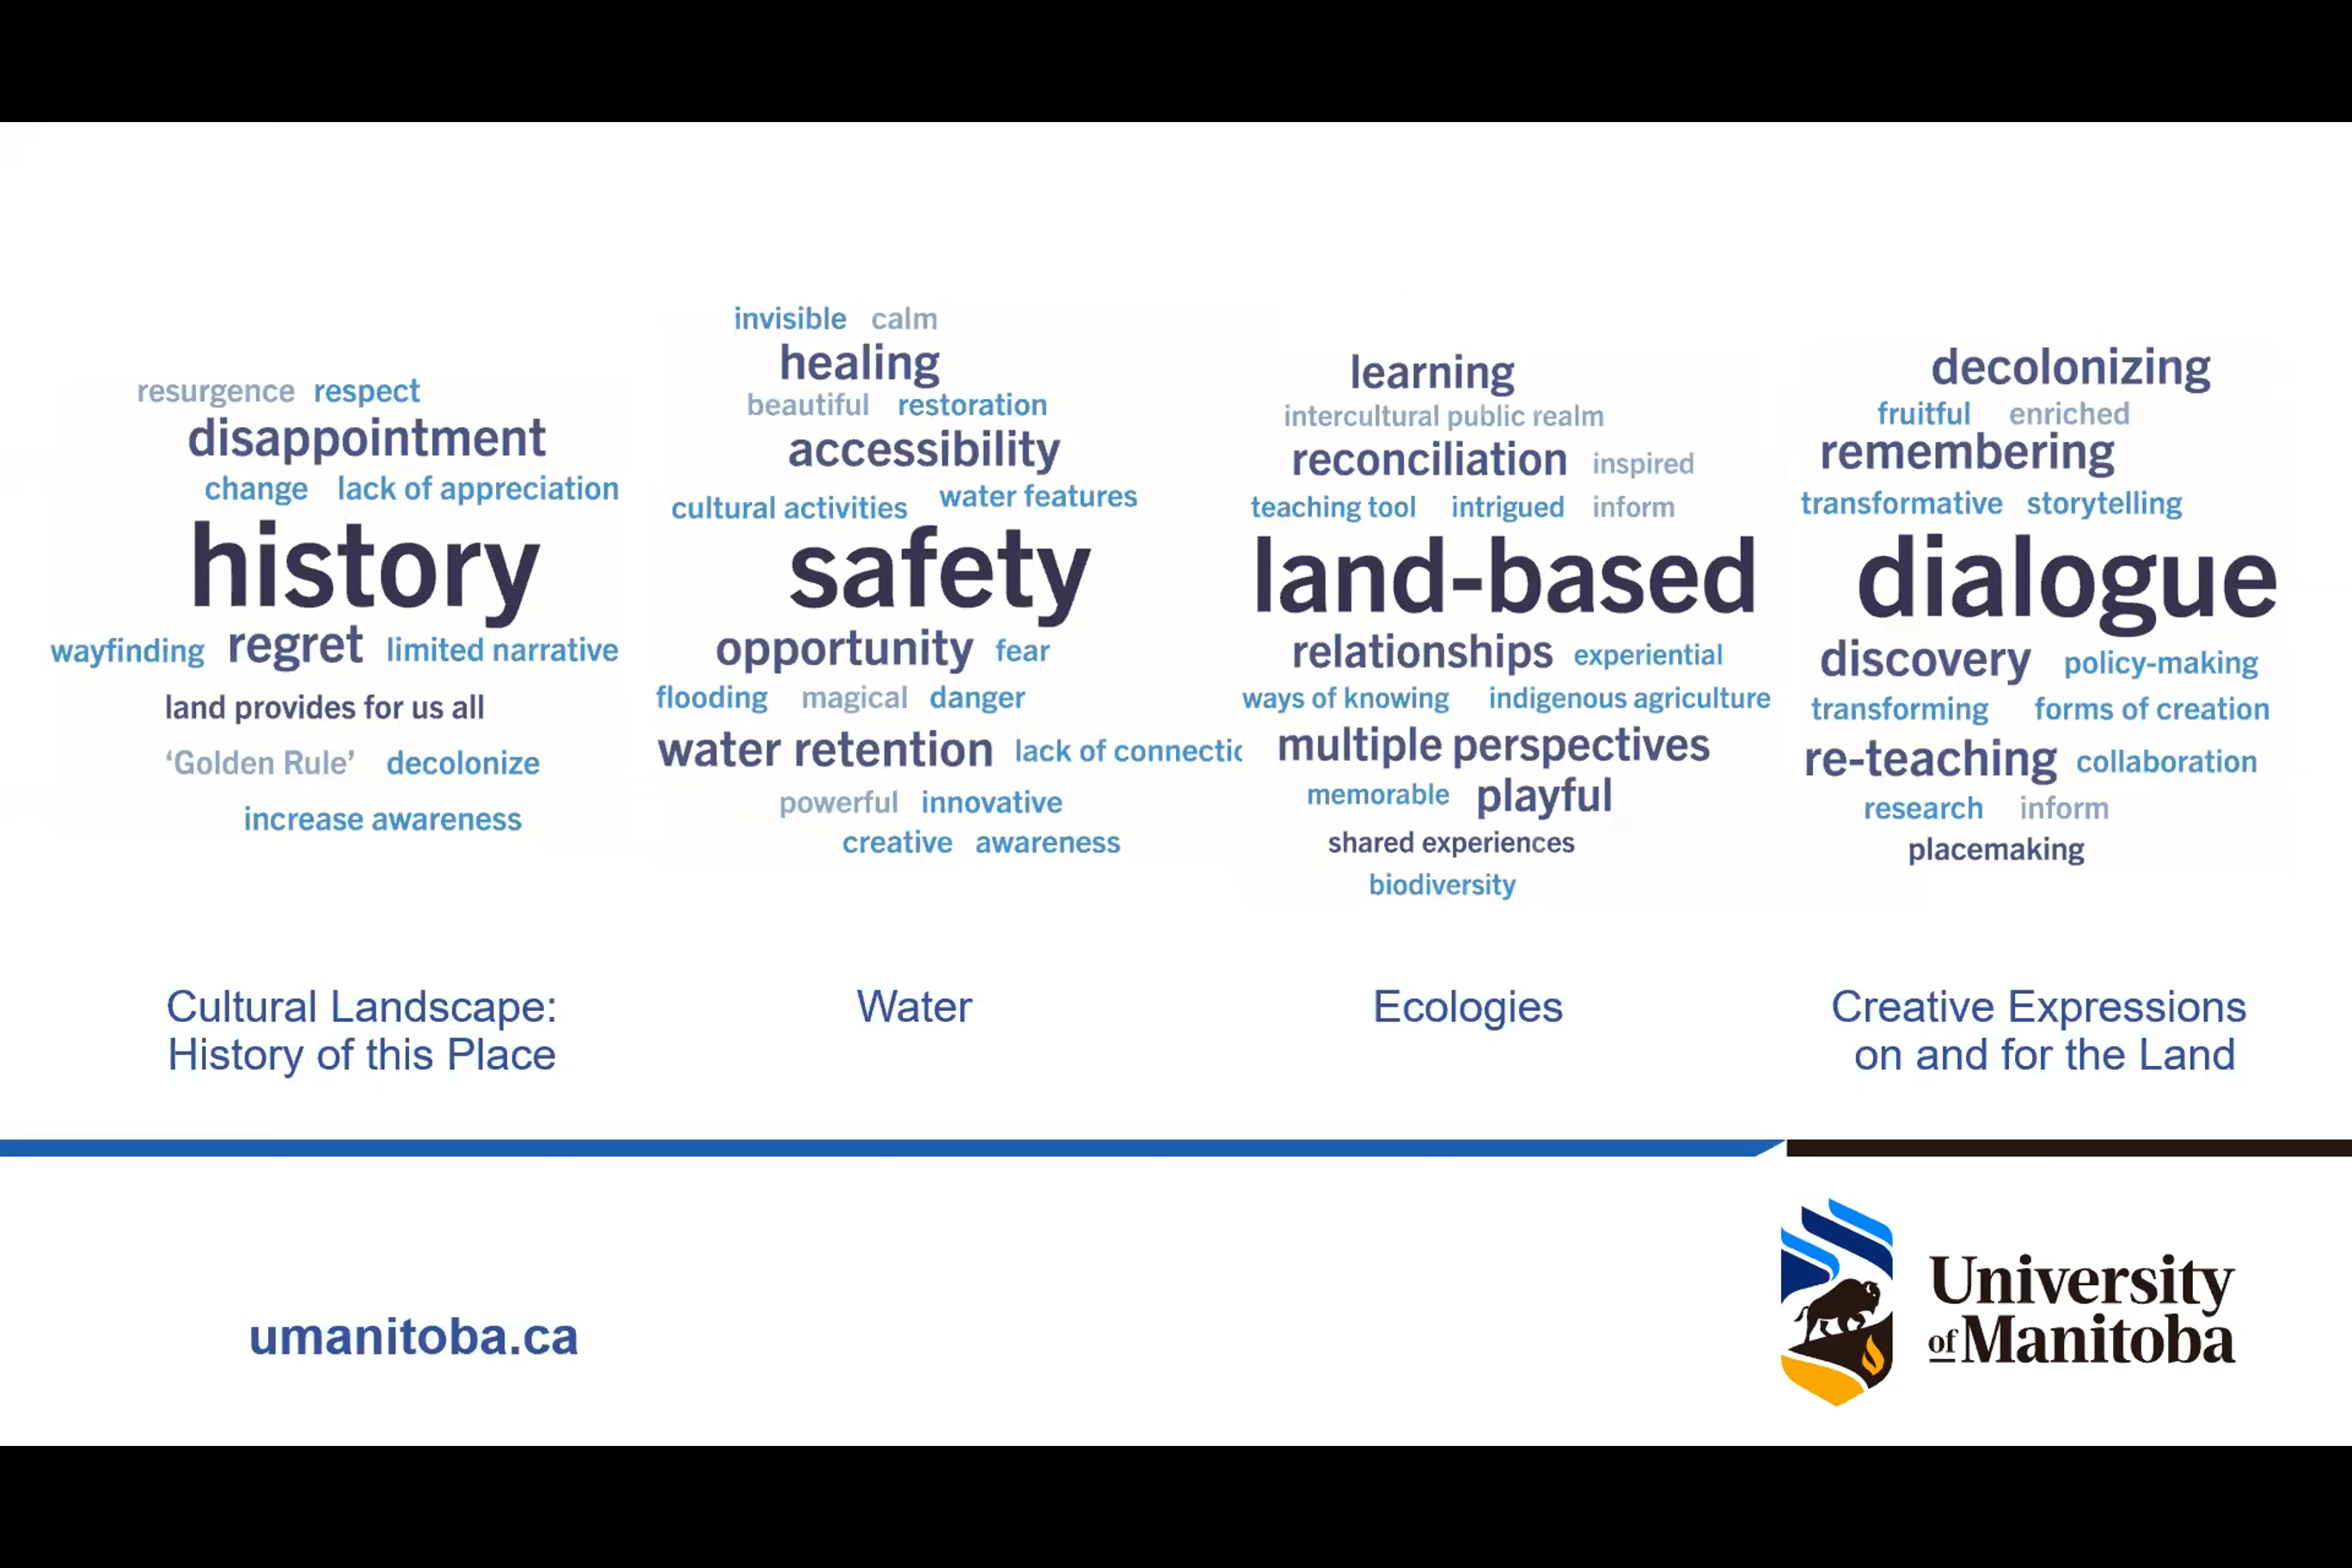 resurgence respect
disappointment
change lack of appreciation
history
wayfinding regret limited narrative
land provides for us all
‘Golden Rule’ decolonize
increase awareness
Cultural Landscape:
History of this Place
invisible calm
healing
beautiful restoration
accessibility
cultural activities water features
safety
opportunity fear
flooding magical danger
water retention lack of connectic
powerful innovative
creative awareness
Water
learning
intercultural public realm
reconciliation inspired
teaching tool intrigued inform
land-based
relationships experiential
ways of knowing indigenous agriculture
multiple perspectives
memorable playful
shared experiences
biodiversity
Ecologies
decolonizing
fruitful enriched
remembering
transformative storytelling
dialogue
discovery policy-making
transforming forms of creation
re-teaching collaboration
research inform
placemaking
Creative Expressions
on and for the Land
umanitoba.ca
University
of Manitoba